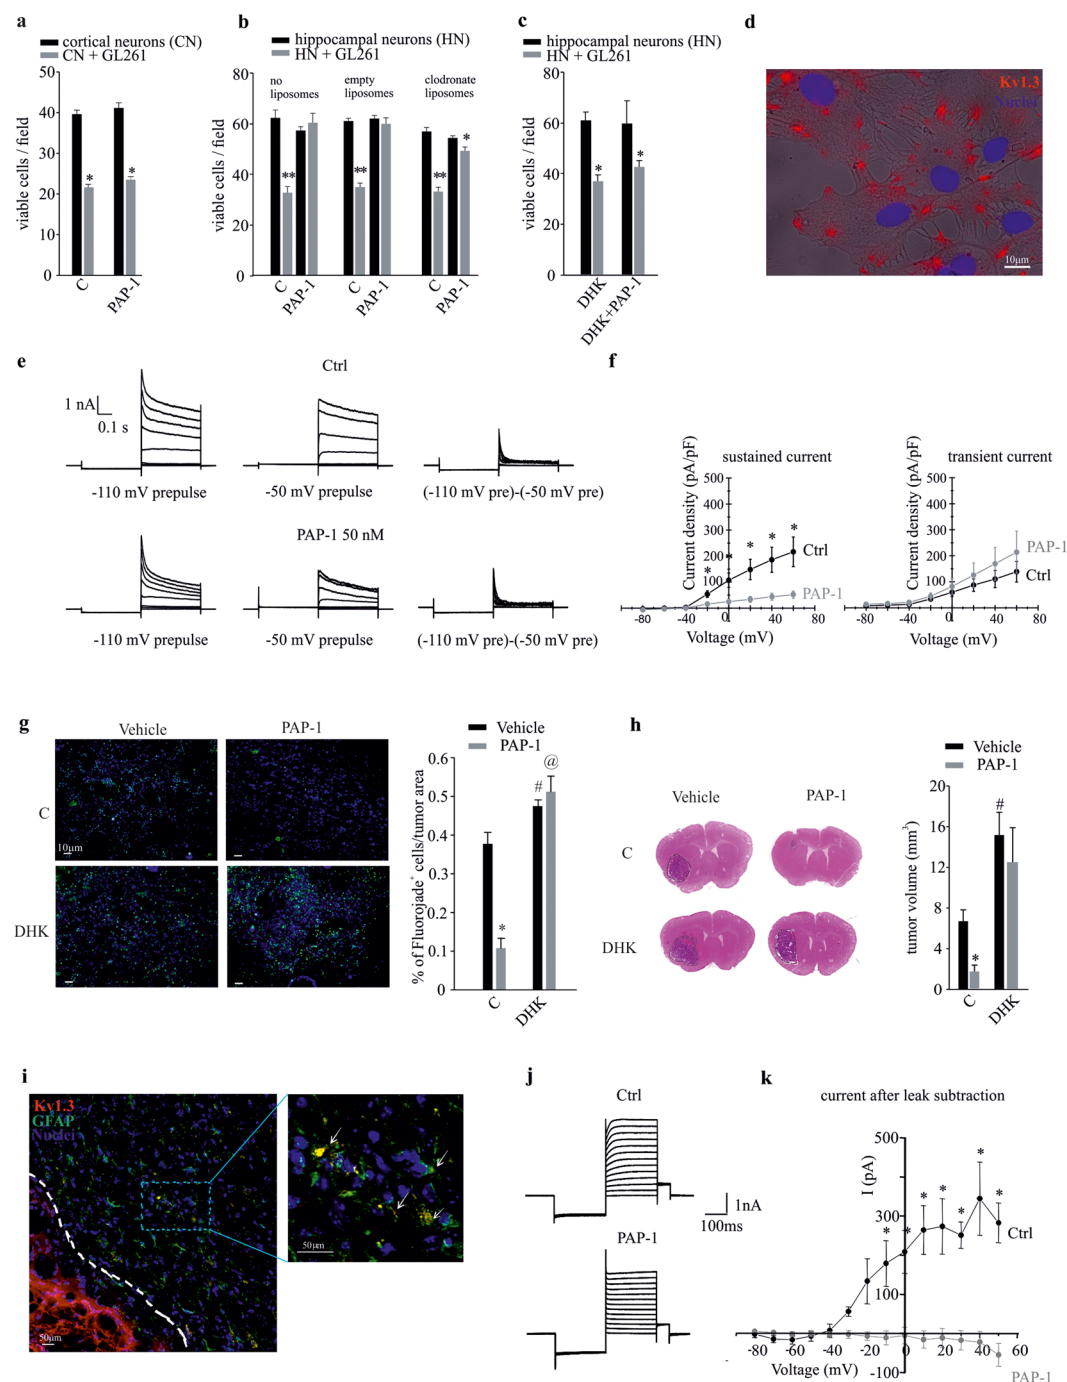 a
cortical neurons (CN)
CN + GL261
viable cells / field
50
40
30
20
10
0
*
*
C
PAP-1
b
hippocampal neurons (HN)
HN + GL261
viable cells / field
80
60
40
20
0
no
liposomes
empty
liposomes
clodronate
liposomes
**
**
**
*
C
PAP-1
C
PAP-1
C
PAP-1
c
hippocampal neurons (HN)
HN + GL261
viable cells / field
80
60
40
20
0
*
*
DHK
DHK+PAP-1
d
Kv1.3
Nuclei
10µm
e
Ctrl
1 nA
0.1 s
-110 mV prepulse
-50 mV prepulse
(-110 mV pre)-(-50 mV pre)
PAP-1 50 nM
-110 mV prepulse
-50 mV prepulse
(-110 mV pre)-(-50 mV pre)
f
sustained current
Current density (pA/pF)
500
400
300
200
100
* * * * *
Ctrl
PAP-1
-80 -40 0 40 80
Voltage (mV)
transient current
Current density (pA/pF)
500
400
300
200
100
PAP-1
Ctrl
-80 -40 0 40 80
Voltage (mV)
g
Vehicle
PAP-1
C
10µm
DHK
Vehicle
PAP-1
% of Fluorojade+ cells/tumor area
0.6
0.5
0.4
0.3
0.2
0.1
0
*
#
@
C
DHK
h
Vehicle
PAP-1
C
DHK
Vehicle
PAP-1
tumor volume (mm³)
20
16
12
8
4
0
*
#
C
DHK
i
Kv1.3
GFAP
Nuclei
50µm
50µm
j
Ctrl
1nA
100ms
PAP-1
k
current after leak subtraction
I (pA)
500
300
100
-100
* * * * * * *
Ctrl
PAP-1
-80 -60 -40 -20 0 20 40 60
Voltage (mV)